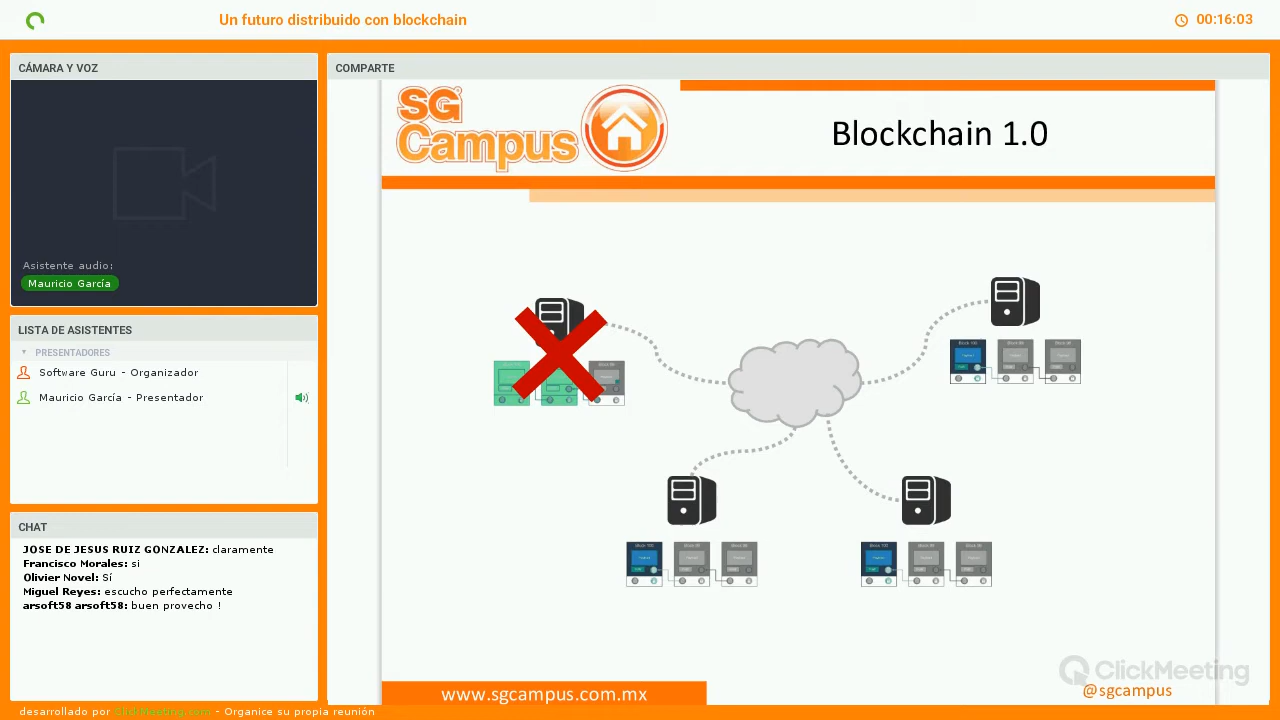 Un futuro distribuido con blockchain
00:16:03
CÁMARA Y VOZ
Asistente audio:
Mauricio García
LISTA DE ASISTENTES
PRESENTADORES
Software Guru - Organizador
Mauricio García - Presentador
CHAT
JOSE DE JESUS RUIZ GONZALEZ: claramente
Francisco Morales: si
Olivier Novel: Sí
Miguel Reyes: escucho perfectamente
arsoft58 arsoft58: buen provecho !
desarrollado por ClickMeeting.com - Organice su propia reunión
COMPARTE
SG
Campus
Blockchain 1.0
www.sgcampus.com.mx
ClickMeeting
@sgcampus